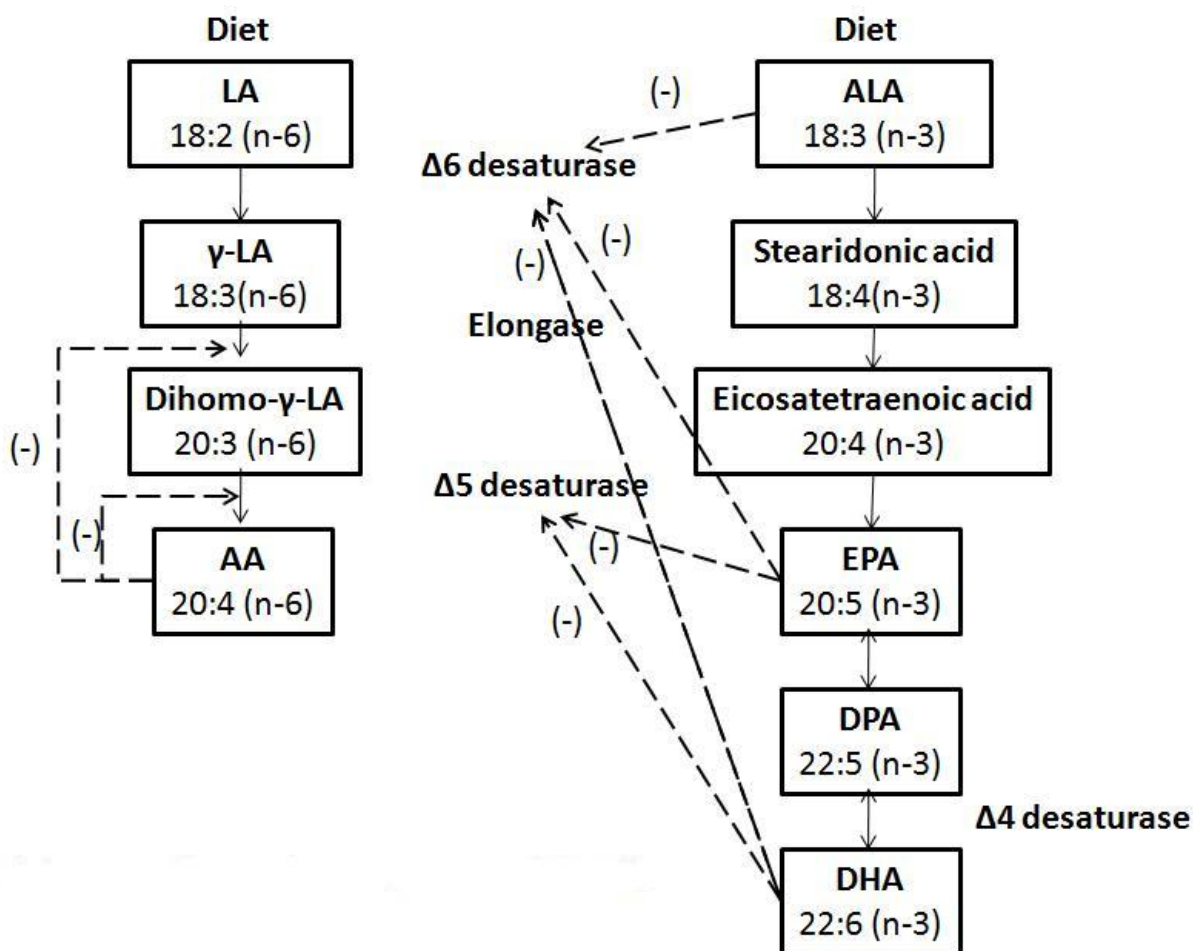 Diet
LA
18:2 (n-6)
γ-LA
18:3(n-6)
Dihomo-γ-LA
20:3 (n-6)
(-)
(-)
AA
20:4 (n-6)
Diet
(-)
ALA
18:3 (n-3)
Δ6 desaturase
(-)
(-)
Stearidonic acid
18:4(n-3)
Elongase
Eicosatetraenoic acid
20:4 (n-3)
Δ5 desaturase
(-)
(-)
EPA
20:5 (n-3)
DPA
22:5 (n-3)
Δ4 desaturase
DHA
22:6 (n-3)